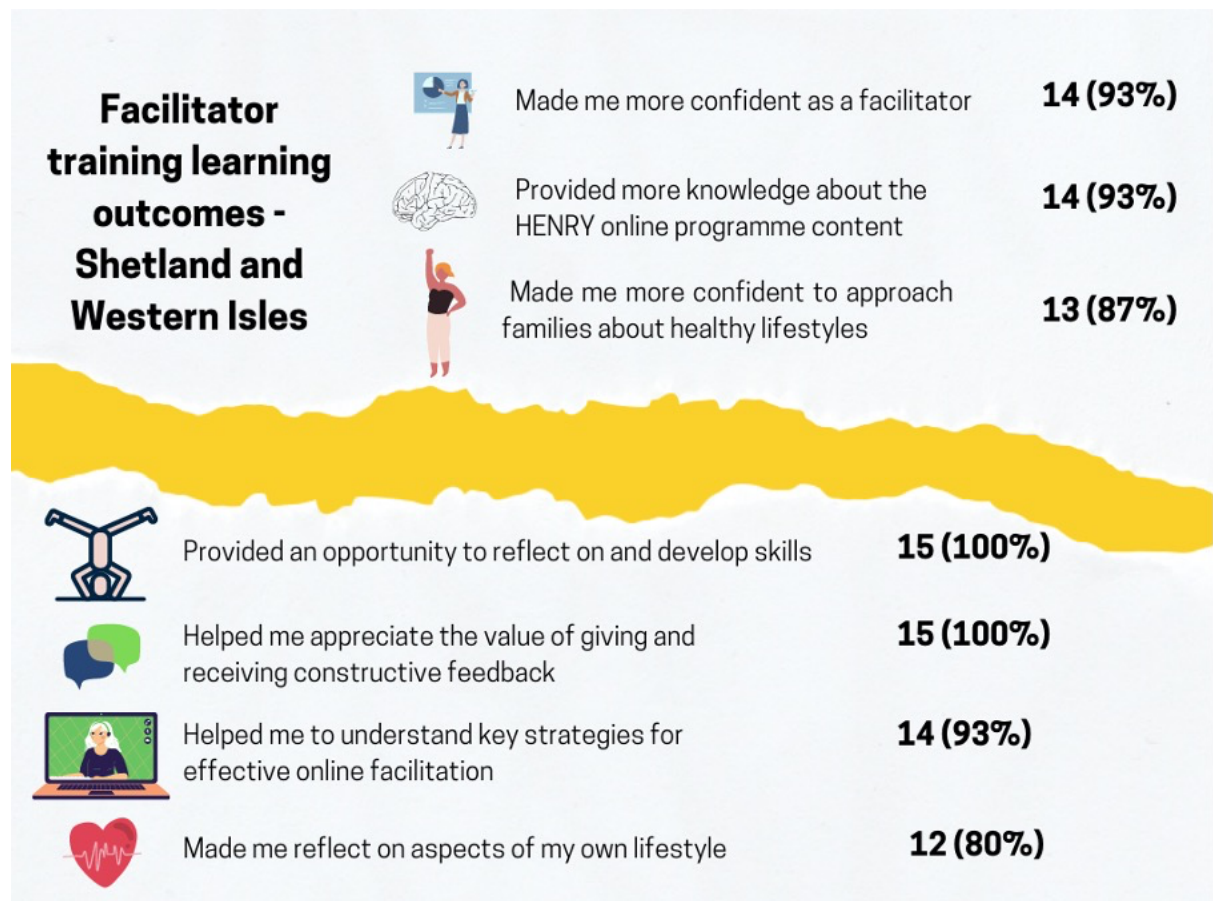 Facilitator
training learning
outcomes -
Shetland and
Western Isles
Made me more confident as a facilitator 14 (93%)
Provided more knowledge about the
HENRY online programme content 14 (93%)
Made me more confident to approach
families about healthy lifestyles 13 (87%)
Provided an opportunity to reflect on and develop skills 15 (100%)
Helped me appreciate the value of giving and
receiving constructive feedback 15 (100%)
Helped me to understand key strategies for
effective online facilitation 14 (93%)
Made me reflect on aspects of my own lifestyle 12 (80%)